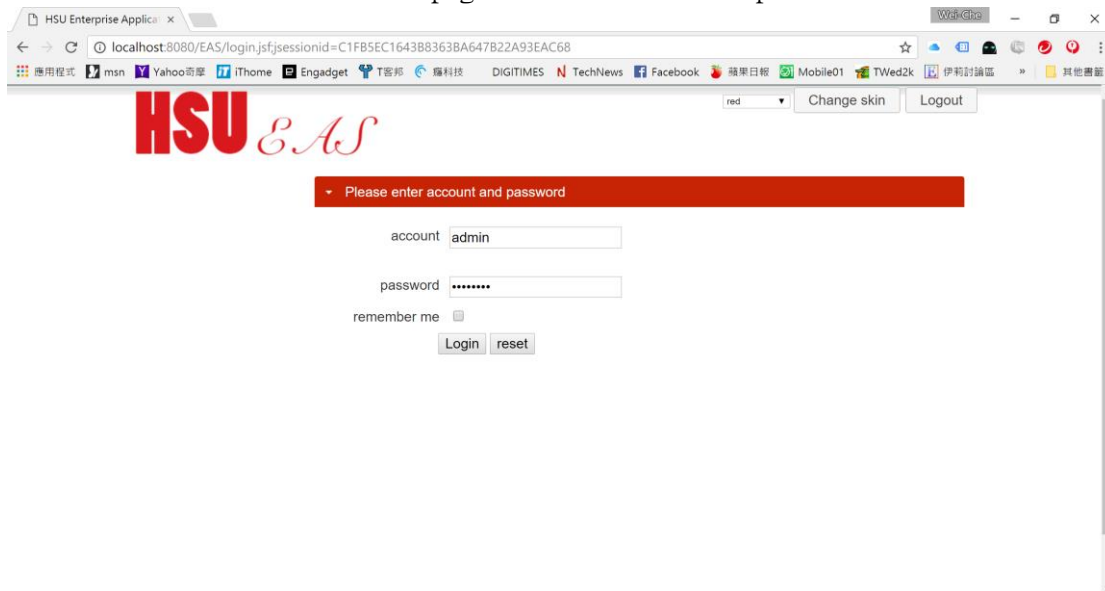 HSU Enterprise Applica
Wei-Che
localhost:8080/EAS/login.jsf;jsessionid=C1FB5EC1643B8363BA647B22A93EAC68
應用程式 msn Yahoo奇摩 iThome Engadget T客邦 癮科技 DIGITIMES TechNews Facebook 蘋果日報 Mobile01 TWed2k 伊莉討論區 » 其他書籤
HSU EAS
red Change skin Logout
Please enter account and password
account admin
password ••••••••
remember me
Login reset